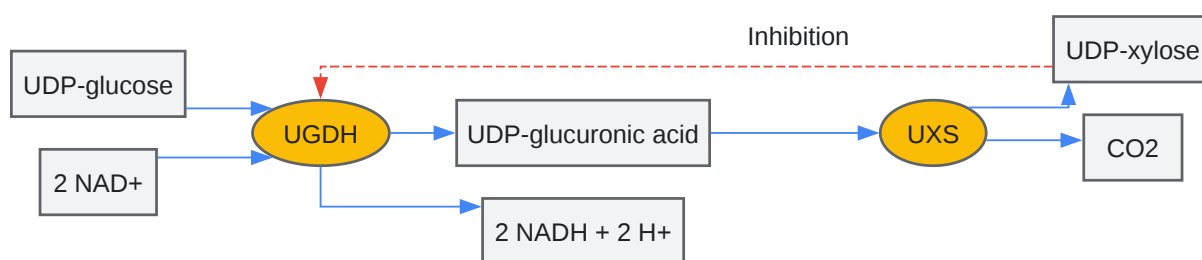 Inhibition
UDP-glucose
UDP-xylose
UGDH
UDP-glucuronic acid
UXS
CO2
2 NAD+
2 NADH + 2 H+